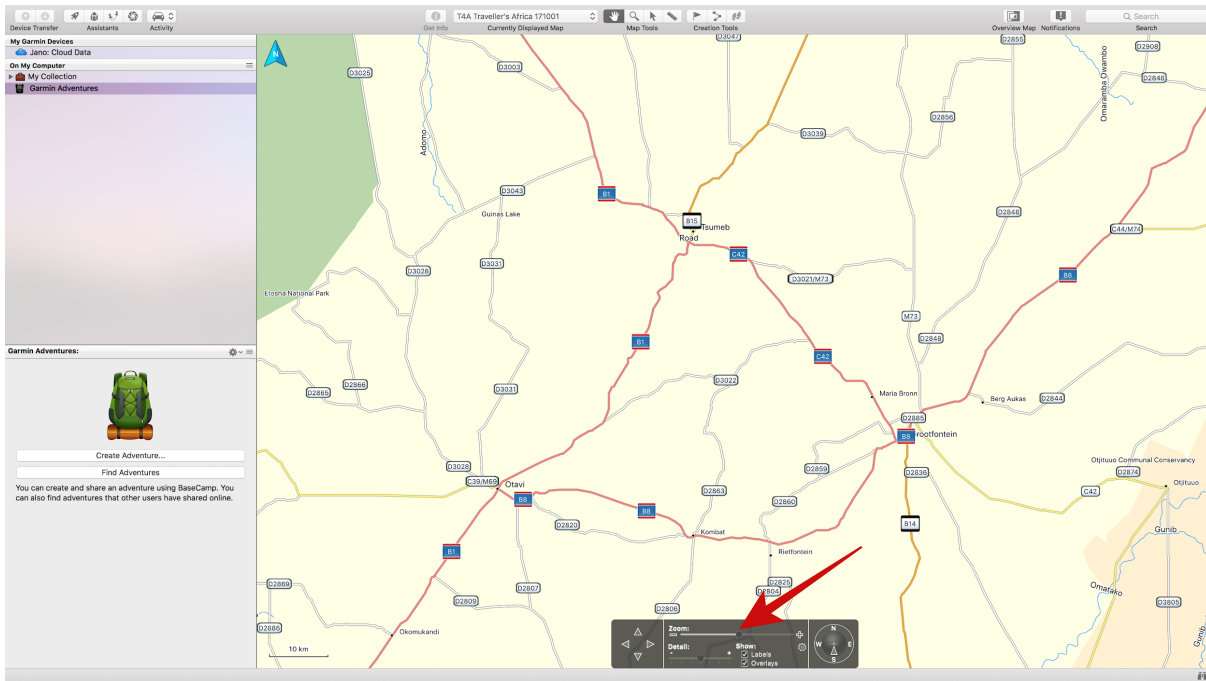 T4A Traveller's Africa 171001
Search
Device Transfer
Assistants
Activity
Get Info
Currently Displayed Map
Map Tools
Creation Tools
Overview Map
Notifications
Search
My Garmin Devices
Jano: Cloud Data
On My Computer
My Collection
Garmin Adventures
Garmin Adventures:
Create Adventure...
Find Adventures
You can create and share an adventure using BaseCamp. You
can also find adventures that other users have shared online.
N
D3047
D2855
D2908
D3025
D3003
D2848
Omaramba Owambo
D2856
Adomo
D3039
D3043
B1
Guinas Lake
B15
Tsumeb
Road
D2848
C44/M74
C42
D3031
D3028
D3021/M73
B8
Etosha National Park
M73
B1
D2848
C42
D3022
D2866
D2865
D3031
Maria Bronn
Berg Aukas
D2844
D2885
B8
rootfontein
Otjituuo Communal Conservancy
D3028
D2859
D2836
D2874
C39/M69
Otavi
Otjituuo
D2863
C42
B8
D2860
B8
D2820
B14
Kombat
Gunib
B1
Rietfontein
D2869
D2825
D2807
D2804
Omatako
D2809
D2806
D3805
D2886
Okomukandi
Gunib
10 km
Zoom:
Detail:
Show:
Labels
Overlays
N
W
E
S